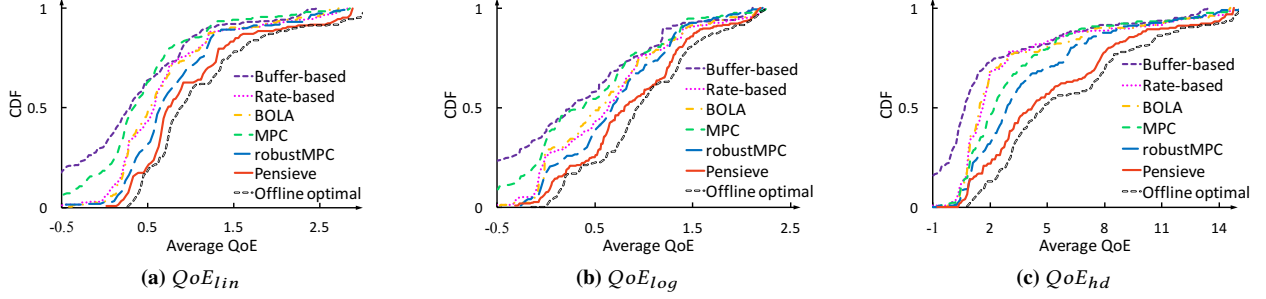 CDF
1
0.5
0
-0.5
0.5
1.5
2.5
Average QoE
Buffer-based
Rate-based
BOLA
MPC
robustMPC
Pensieve
Offline optimal
(a) QoE_lin
CDF
1
0.5
0
-0.5
0.5
1.5
2.5
Average QoE
Buffer-based
Rate-based
BOLA
MPC
robustMPC
Pensieve
Offline optimal
(b) QoE_log
CDF
1
0.5
0
-1
2
5
8
11
14
Average QoE
Buffer-based
Rate-based
BOLA
MPC
robustMPC
Pensieve
Offline optimal
(c) QoE_hd